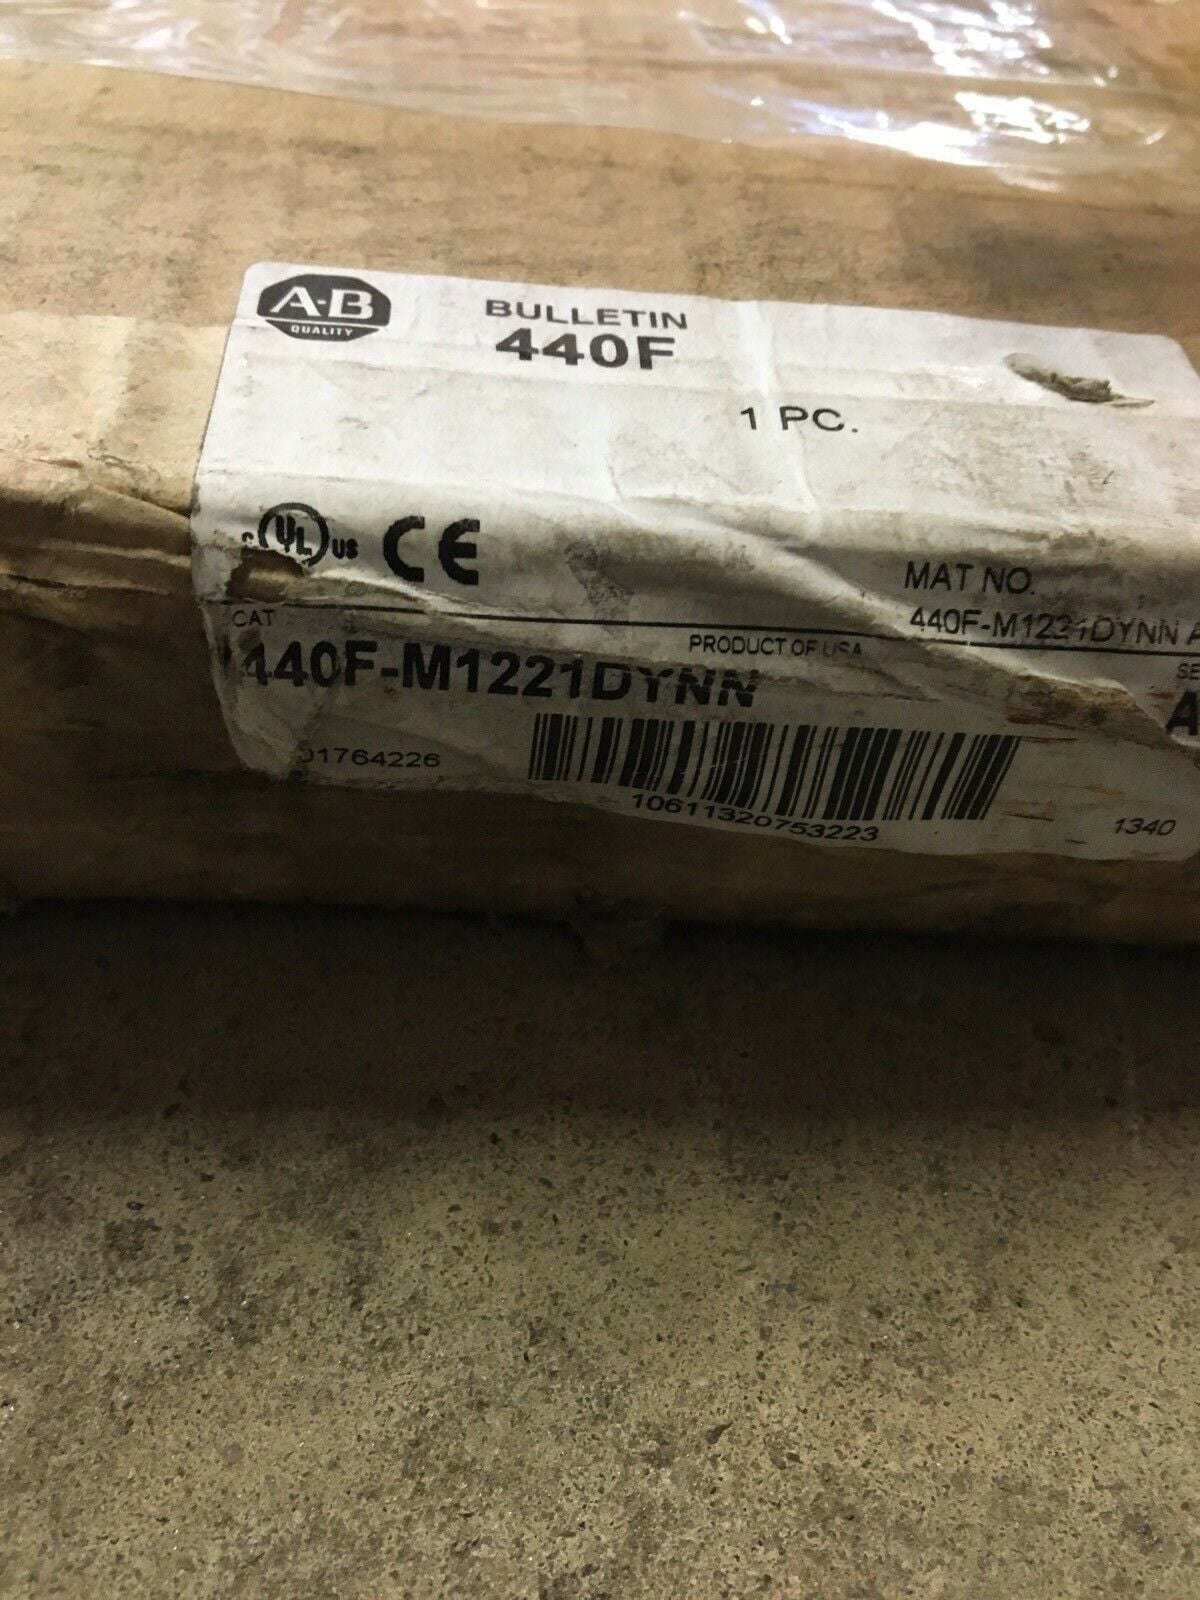 A·B
QUALITY
BULLETIN
440F
1 PC.
UL US
CE
MAT NO.
440F-M1221DYNN A
CAT
PRODUCT OF USA
440F-M1221DYNN
A
01764226
10611320753223
1340